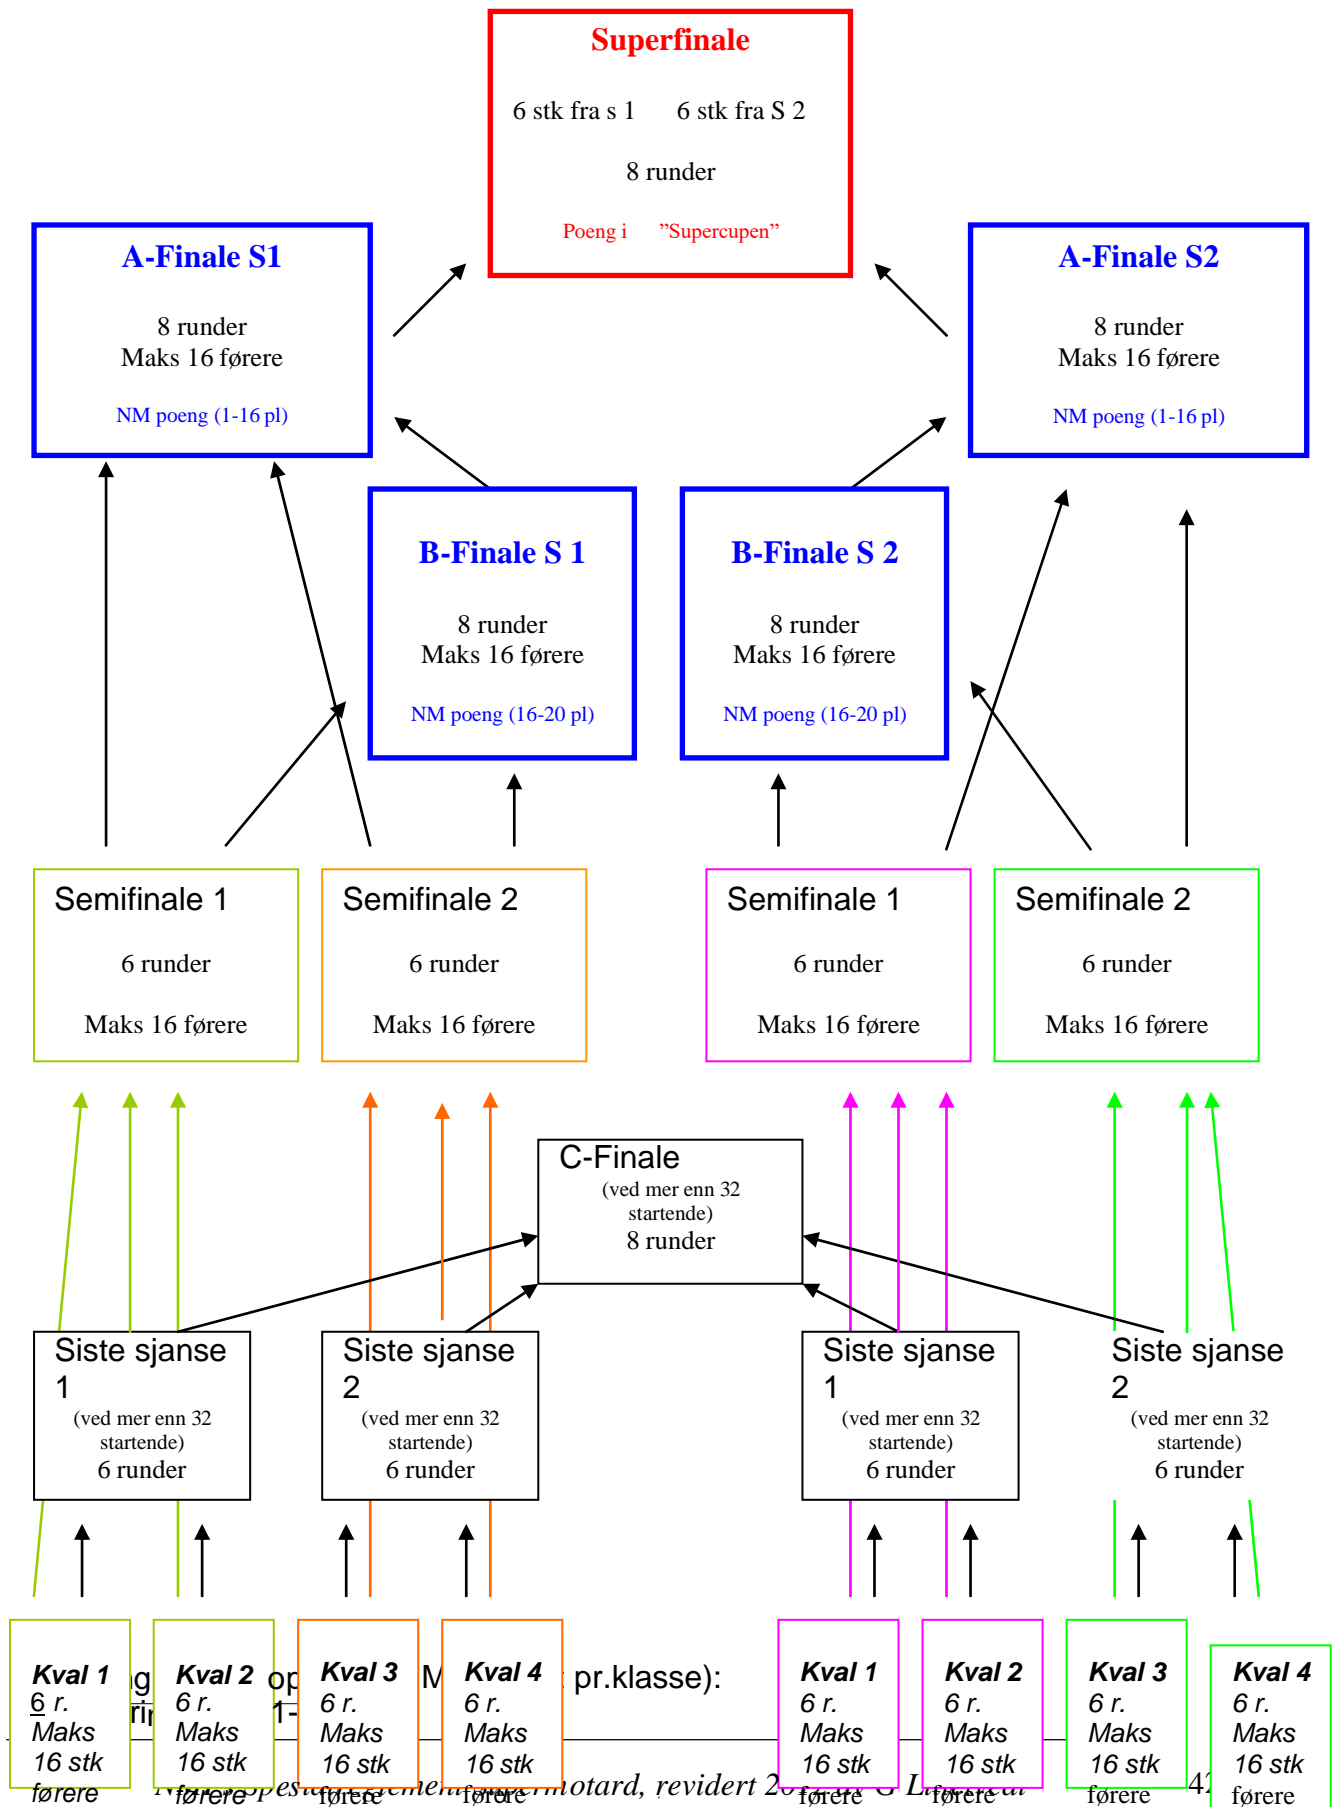 Superfinale
6 stk fra s 1 6 stk fra S 2
8 runder
Poeng i ”Supercupen”
A-Finale S1
8 runder
Maks 16 førere
NM poeng (1-16 pl)
A-Finale S2
8 runder
Maks 16 førere
NM poeng (1-16 pl)
B-Finale S 1
8 runder
Maks 16 førere
NM poeng (16-20 pl)
B-Finale S 2
8 runder
Maks 16 førere
NM poeng (16-20 pl)
Semifinale 1
6 runder
Maks 16 førere
Semifinale 2
6 runder
Maks 16 førere
Semifinale 1
6 runder
Maks 16 førere
Semifinale 2
6 runder
Maks 16 førere
C-Finale
(ved mer enn 32
startende)
8 runder
Siste sjanse
1
(ved mer enn 32
startende)
6 runder
Siste sjanse
2
(ved mer enn 32
startende)
6 runder
Siste sjanse
1
(ved mer enn 32
startende)
6 runder
Siste sjanse
2
(ved mer enn 32
startende)
6 runder
Kval 1
6 r.
Maks
16 stk
førere
Kval 2
6 r.
Maks
16 stk
førere
Kval 3
6 r.
Maks
16 stk
førere
Kval 4
6 r.
Maks
16 stk
førere
Kval 1
6 r.
Maks
16 stk
førere
Kval 2
6 r.
Maks
16 stk
førere
Kval 3
6 r.
Maks
16 stk
førere
Kval 4
6 r.
Maks
16 stk
førere
pr.klasse):
revidert